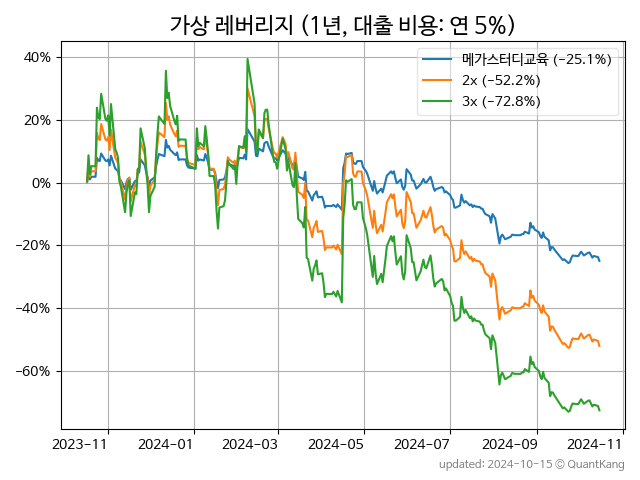 가상 레버리지 (1년, 대출 비용: 연 5%)
메가스터디교육 (-25.1%)
2x (-52.2%)
3x (-72.8%)
40%
20%
0%
-20%
-40%
-60%
2023-11 2024-01 2024-03 2024-05 2024-07 2024-09 2024-11
updated: 2024-10-15 © QuantKang